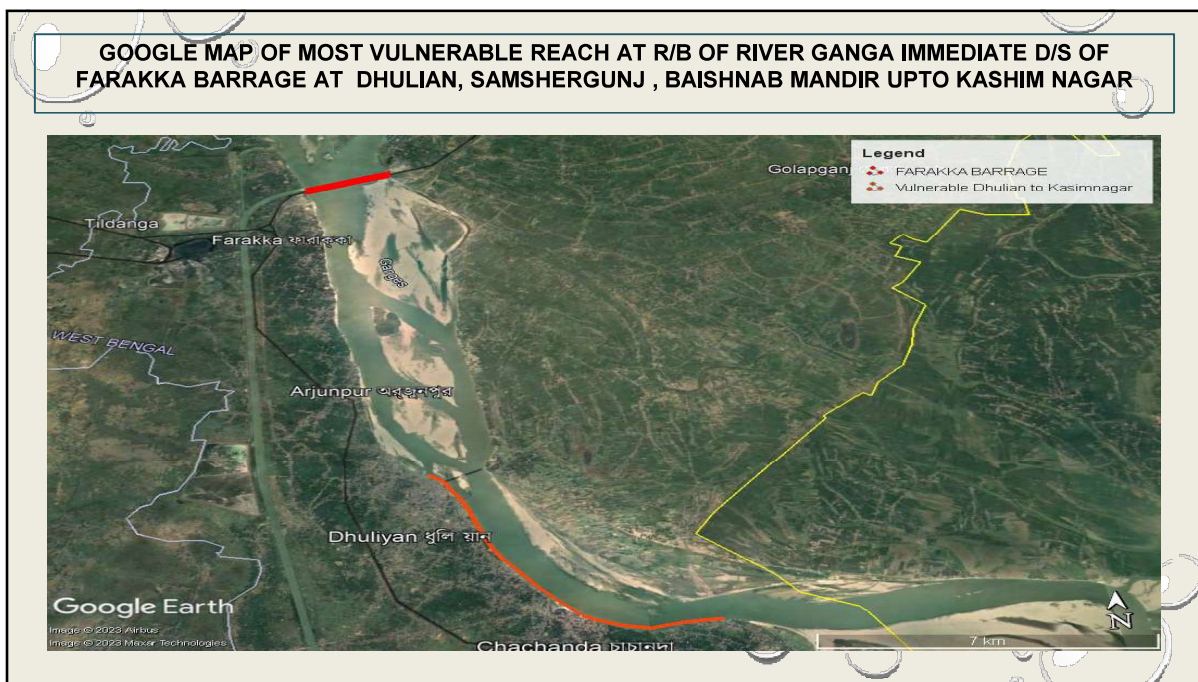 GOOGLE MAP OF MOST VULNERABLE REACH AT R/B OF RIVER GANGA IMMEDIATE D/S OF
FARAKKA BARRAGE AT DHULIAN, SAMSHERGUNJ , BAISHNAB MANDIR UPTO KASHIM NAGAR
Legend
FARAKKA BARRAGE
Vulnerable Dhulian to Kasimnagar
Golapganj
Tildanga
Farakka ফারাক্কা
Ganges
WEST BENGAL
Arjunpur অর্জুনপুর
Dhuliyan ধুলিয়ান
Google Earth
Image © 2023 Airbus
Image © 2023 Maxar Technologies
Chachanda চাচানদা
N
7 km